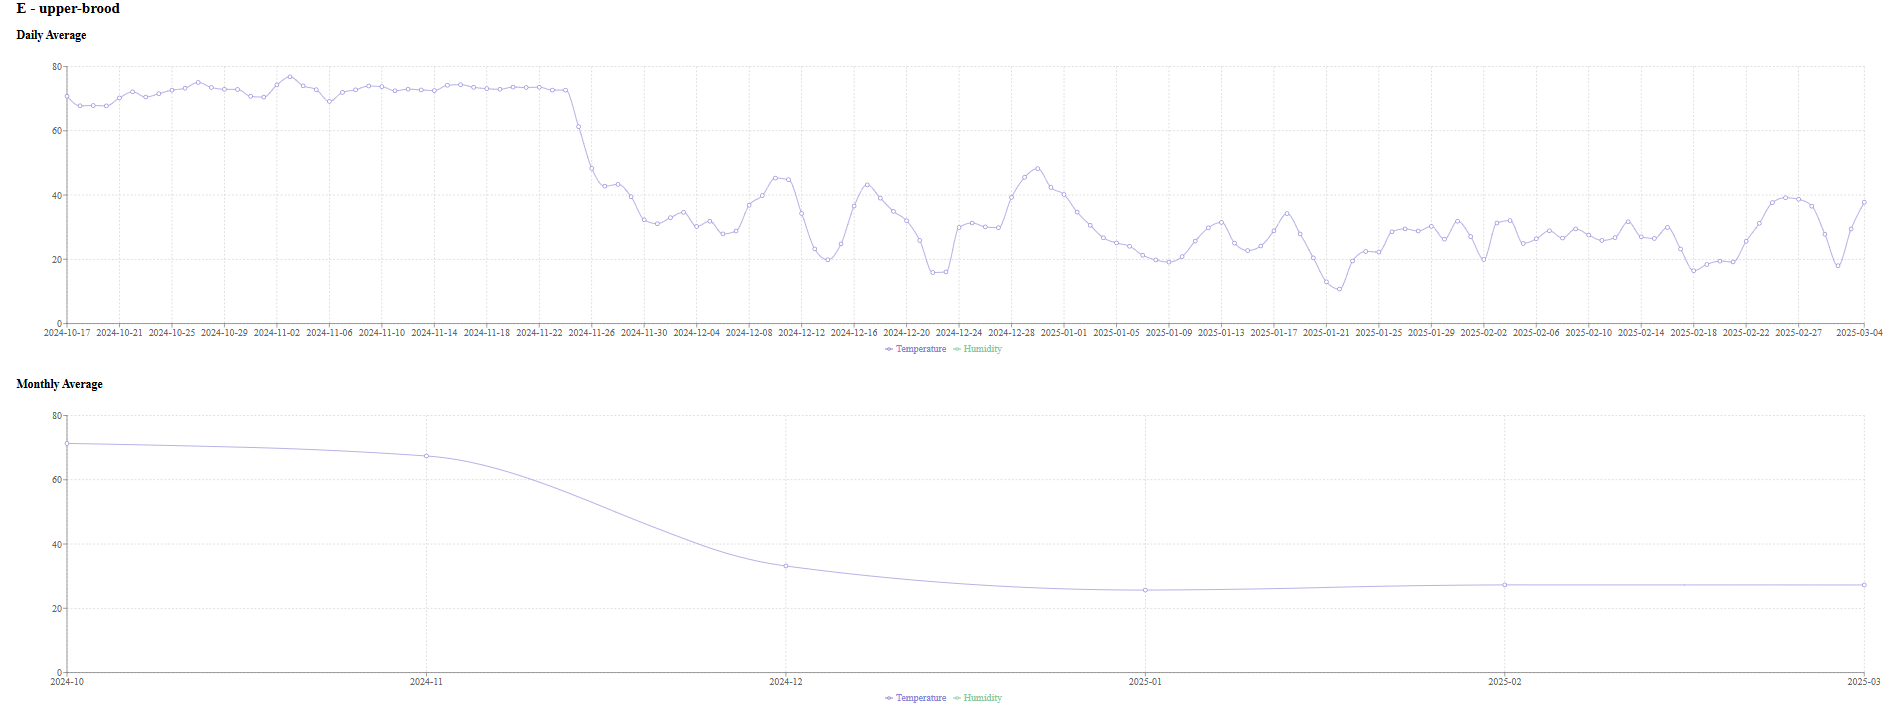 E - upper-brood
Daily Average
80
60
40
20
0
2024-10-17 2024-10-21 2024-10-25 2024-10-29 2024-11-02 2024-11-06 2024-11-10 2024-11-14 2024-11-18 2024-11-22 2024-11-26 2024-11-30 2024-12-04 2024-12-08 2024-12-12 2024-12-16 2024-12-20 2024-12-24 2024-12-28 2025-01-01 2025-01-05 2025-01-09 2025-01-13 2025-01-17 2025-01-21 2025-01-25 2025-01-29 2025-02-02 2025-02-06 2025-02-10 2025-02-14 2025-02-18 2025-02-22 2025-02-27 2025-03-04
Temperature Humidity
Monthly Average
80
60
40
20
0
2024-10 2024-11 2024-12 2025-01 2025-02 2025-03
Temperature Humidity